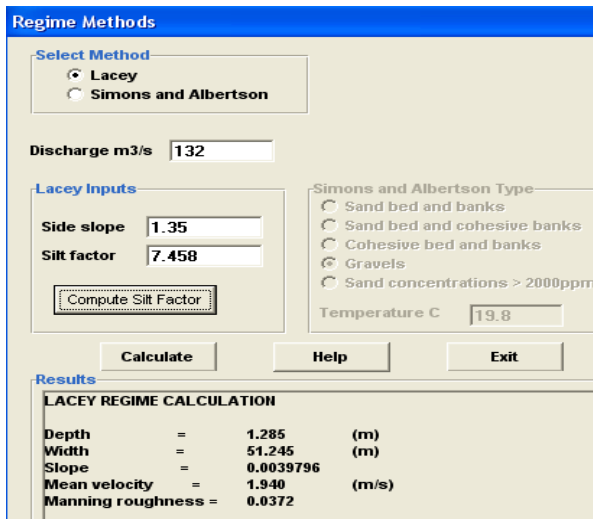 Regime Methods
Select Method
Lacey
Simons and Albertson
Discharge m3/s 132
Lacey Inputs
Side slope 1.35
Silt factor 7.458
Compute Silt Factor
Simons and Albertson Type
Sand bed and banks
Sand bed and cohesive banks
Cohesive bed and banks
Gravels
Sand concentrations > 2000ppm
Temperature C 19.8
Calculate Help Exit
Results
LACEY REGIME CALCULATION
Depth = 1.285 (m)
Width = 51.245 (m)
Slope = 0.0039796
Mean velocity = 1.940 (m/s)
Manning roughness = 0.0372